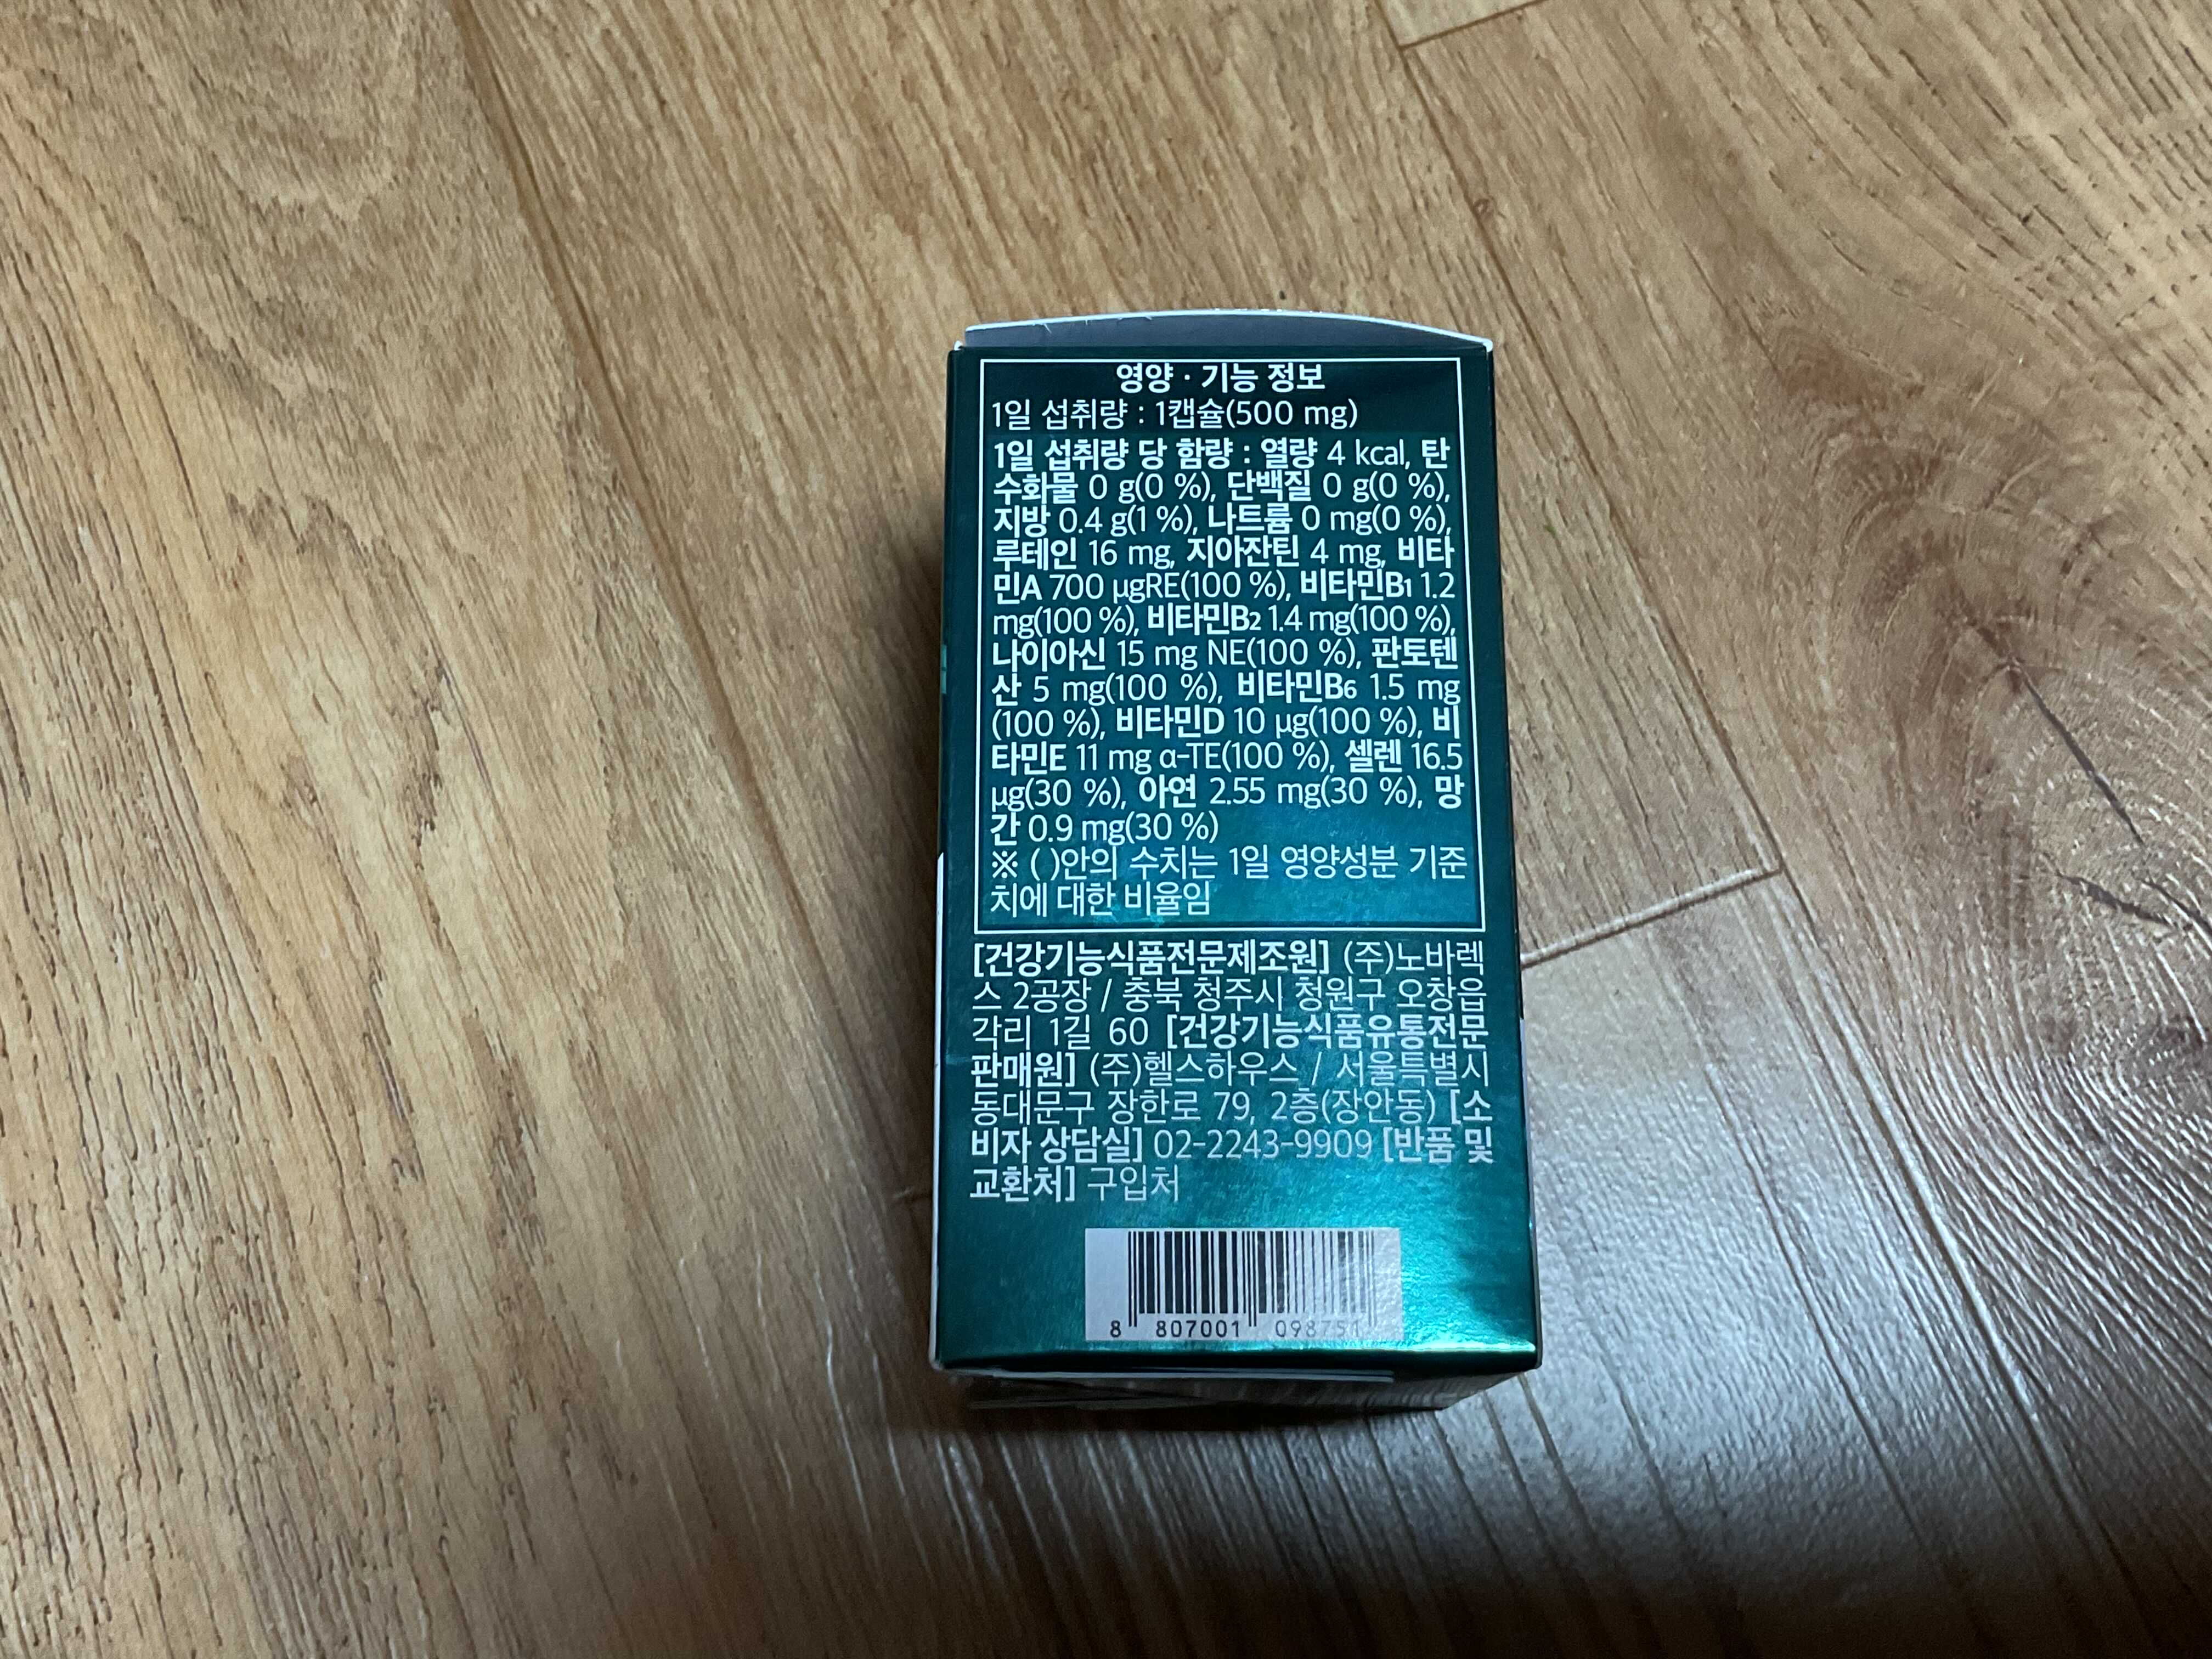 영양 · 기능 정보
1일 섭취량 : 1캡슐(500 mg)
1일 섭취량 당 함량 : 열량 4 kcal, 탄
수화물 0 g(0 %), 단백질 0 g(0 %),
지방 0.4 g(1 %), 나트륨 0 mg(0 %),
루테인 16 mg, 지아잔틴 4 mg, 비타
민A 700 µgRE(100 %), 비타민B₁ 1.2
mg(100 %), 비타민B₂ 1.4 mg(100 %),
나이아신 15 mg NE(100 %), 판토텐
산 5 mg(100 %), 비타민B₆ 1.5 mg
(100 %), 비타민D 10 µg(100 %), 비
타민E 11 mg α-TE(100 %), 셀렌 16.5
µg(30 %), 아연 2.55 mg(30 %), 망
간 0.9 mg(30 %)
※ ( )안의 수치는 1일 영양성분 기준
치에 대한 비율임
[건강기능식품전문제조원] (주)노바렉
스 2공장 / 충북 청주시 청원구 오창읍
각리 1길 60 [건강기능식품유통전문
판매원] (주)헬스하우스 / 서울특별시
동대문구 장한로 79, 2층(장안동) [소
비자 상담실] 02-2243-9909 [반품 및
교환처] 구입처
8 807001 098751